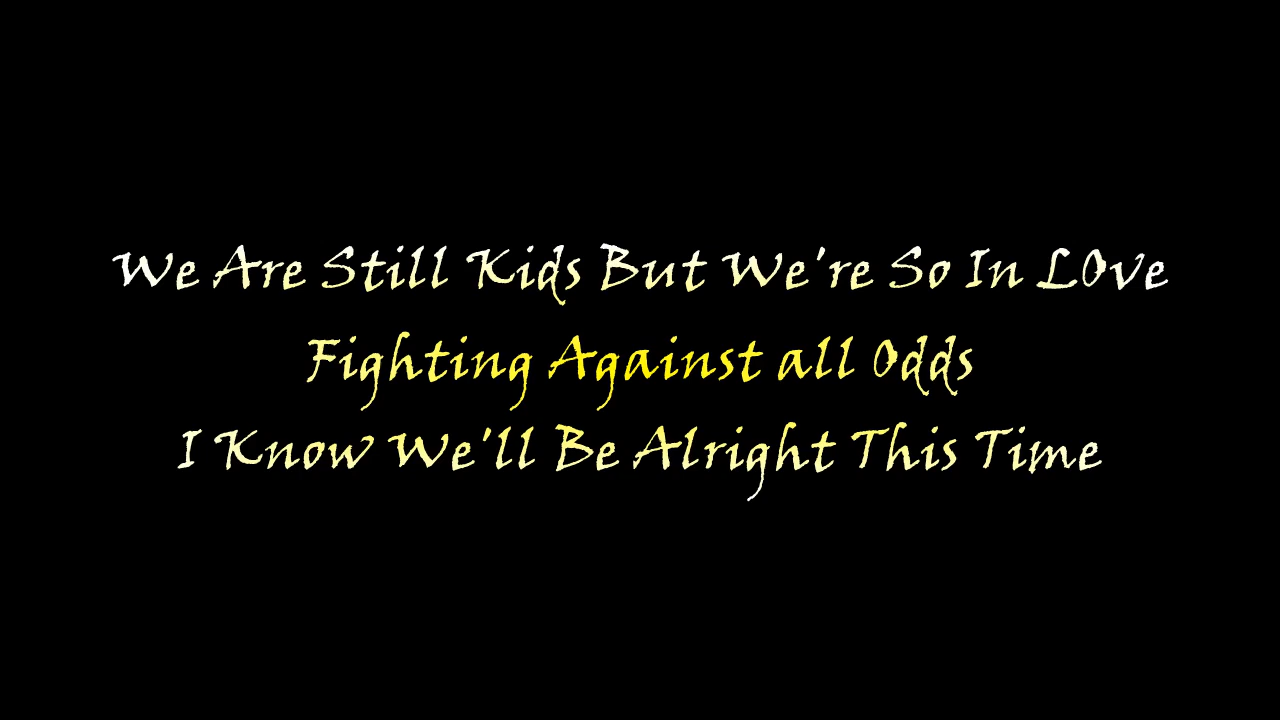 We Are Still Kids But We're So In LOve
Fighting Against all Odds
I Know We'll Be Alright This Time